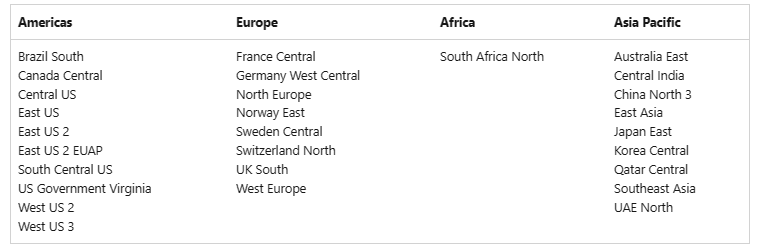 Americas Europe Africa Asia Pacific
Brazil South France Central South Africa North Australia East
Canada Central Germany West Central Central India
Central US North Europe China North 3
East US Norway East East Asia
East US 2 Sweden Central Japan East
East US 2 EUAP Switzerland North Korea Central
South Central US UK South Qatar Central
US Government Virginia West Europe Southeast Asia
West US 2 UAE North
West US 3